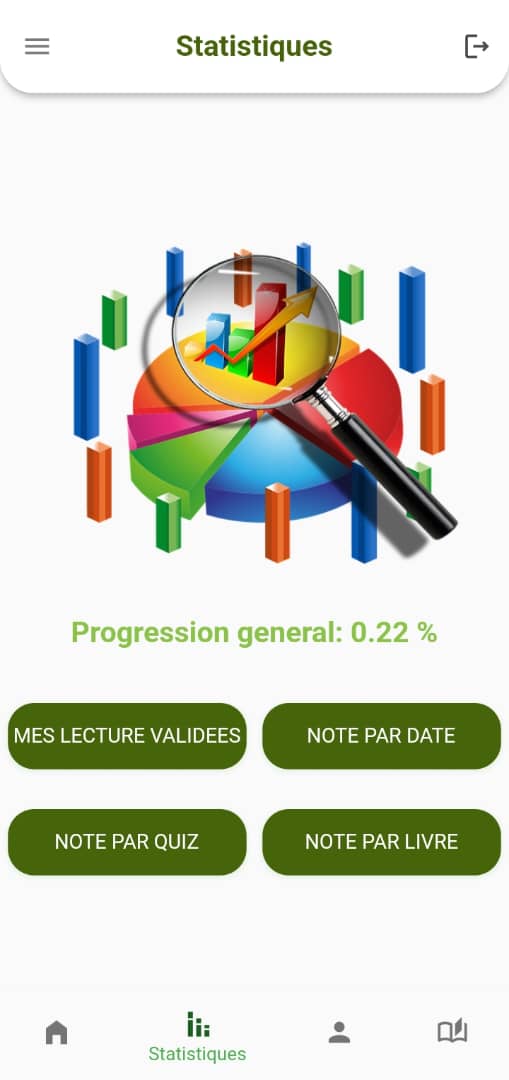 Statistiques
Progression general: 0.22 %
MES LECTURE VALIDEES
NOTE PAR DATE
NOTE PAR QUIZ
NOTE PAR LIVRE
Statistiques